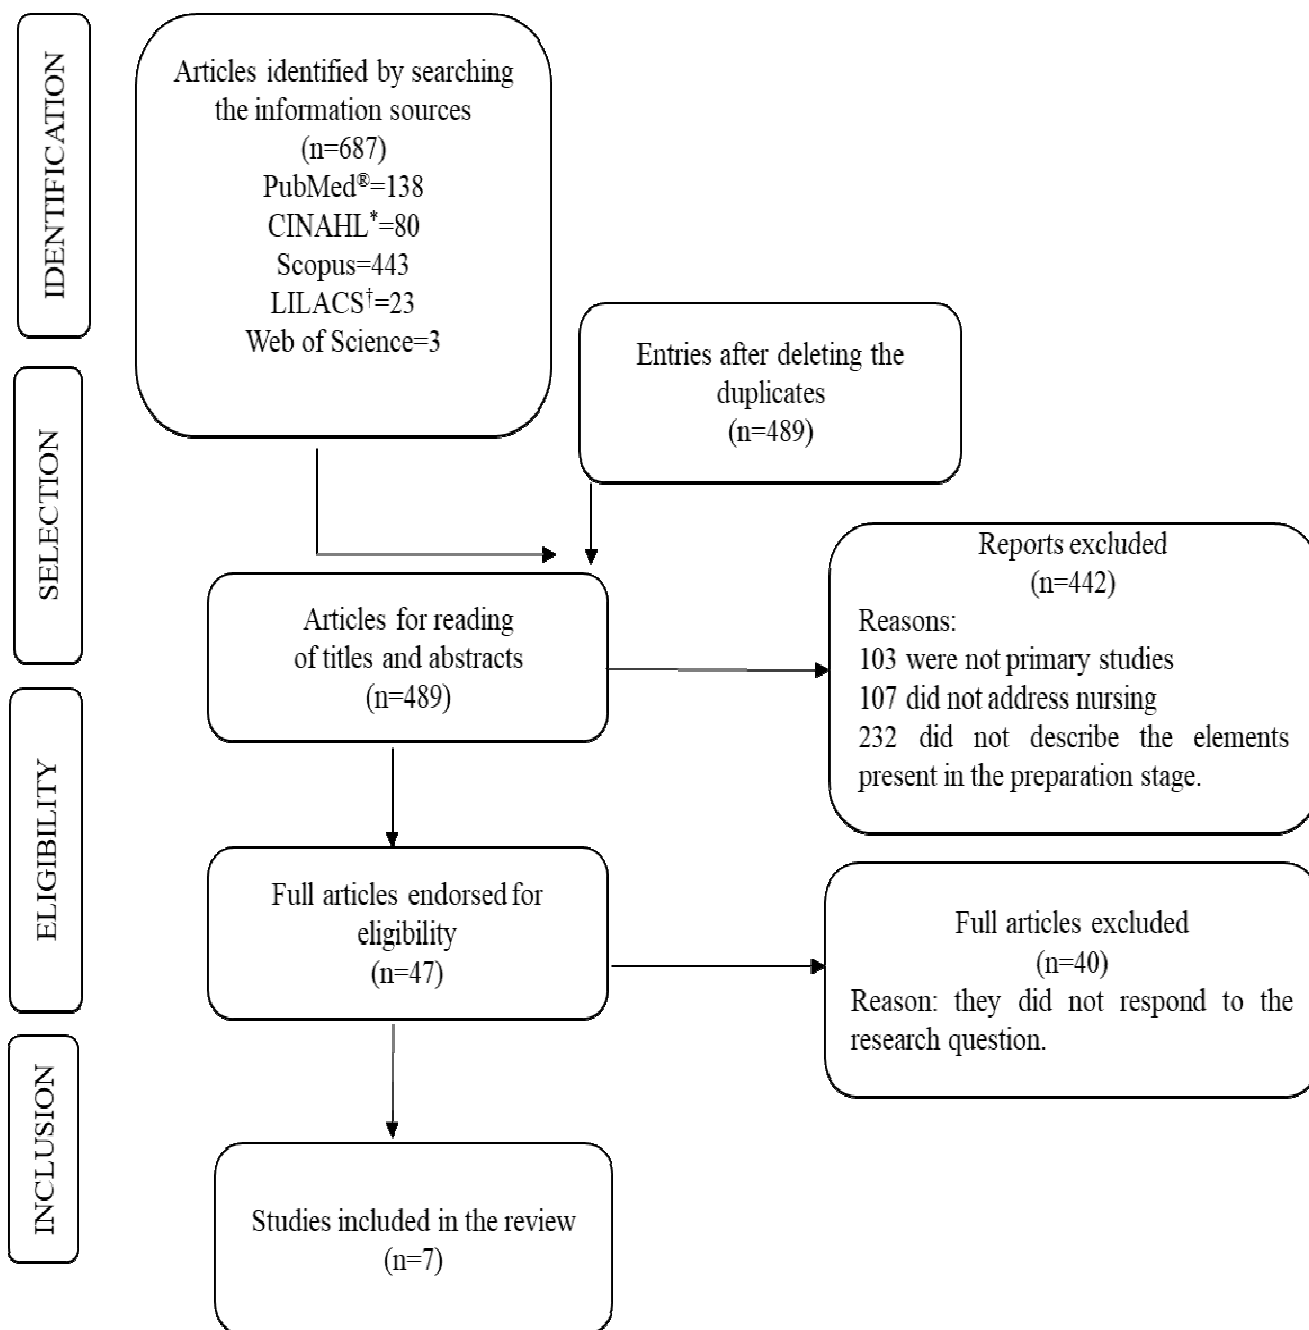 IDENTIFICATION
Articles identified by searching
the information sources
(n=687)
PubMed®=138
CINAHL*=80
Scopus=443
LILACS†=23
Web of Science=3
Entries after deleting the
duplicates
(n=489)
SELECTION
Articles for reading
of titles and abstracts
(n=489)
Reports excluded
(n=442)
Reasons:
103 were not primary studies
107 did not address nursing
232 did not describe the elements
present in the preparation stage.
ELIGIBILITY
Full articles endorsed for
eligibility
(n=47)
Full articles excluded
(n=40)
Reason: they did not respond to the
research question.
INCLUSION
Studies included in the review
(n=7)